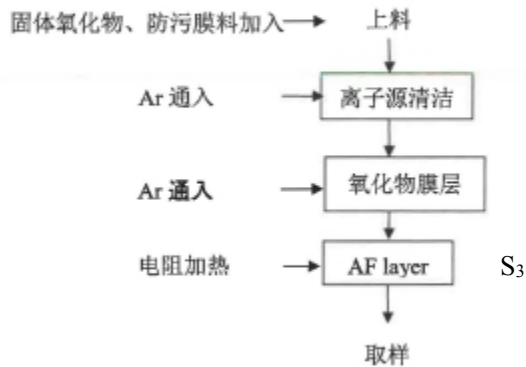 固体氧化物、防污膜料加入 上料
Ar 通入 离子源清洁
Ar 通入 氧化物膜层
电阻加热 AF layer S₃
取样